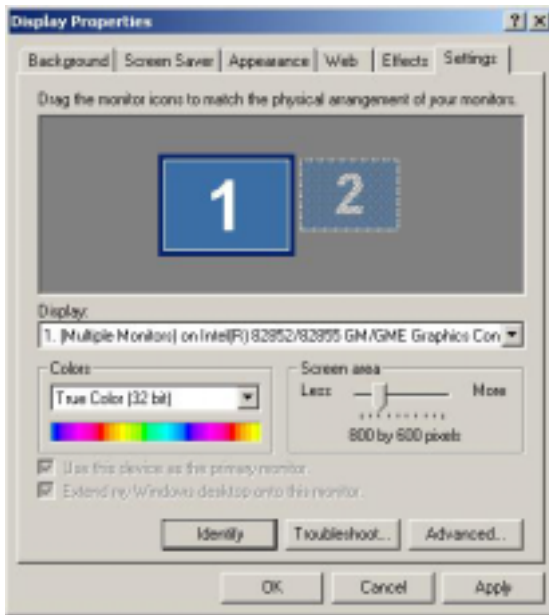 Display Properties
Background Screen Saver Appearance Web Effects Settings
Drag the monitor icons to match the physical arrangement of your monitors.
1 2
Display:
1. (Multiple Monitors) on Intel(R) 82852/82855 GM/GME Graphics Con
Colors
True Color (32 bit)
Screen area
Less More
800 by 600 pixels
Use this device as the primary monitor.
Extend my Windows desktop onto this monitor.
Identify Troubleshoot... Advanced...
OK Cancel Apply